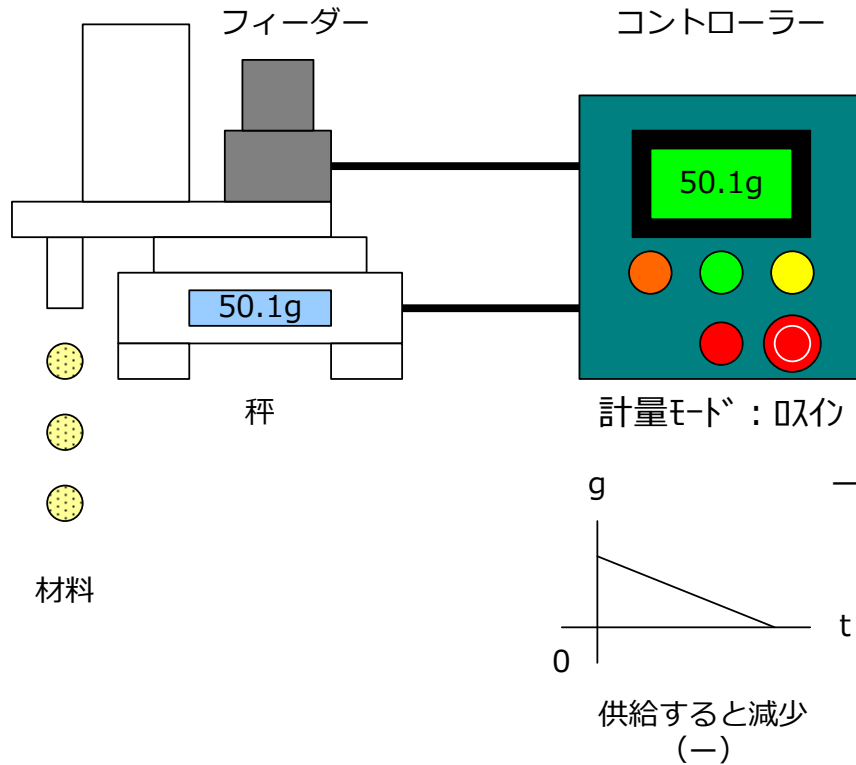 フィーダー
コントローラー
50.1g
50.1g
秤
計量ﾓｰﾄﾞ：ﾛｽｲﾝ
材料
g
ー
t
0
供給すると減少
（ー）